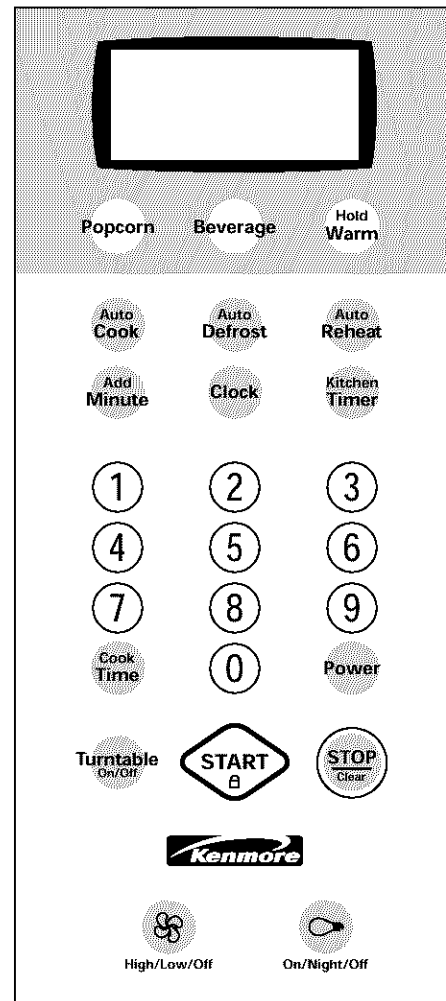 Popcorn
Beverage
Hold
Warm
Auto
Cook
Auto
Defrost
Auto
Reheat
Add
Minute
Clock
Kitchen
Timer
1
2
3
4
5
6
7
8
9
Cook
Time
0
Power
Turntable
On/Off
START
STOP
Clear
Kenmore
High/Low/Off
On/Night/Off